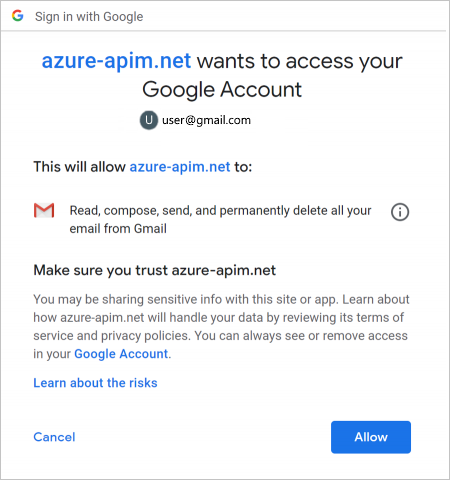 Sign in with Google
azure-apim.net wants to access your
Google Account
U user@gmail.com
This will allow azure-apim.net to:
Read, compose, send, and permanently delete all your
email from Gmail
Make sure you trust azure-apim.net
You may be sharing sensitive info with this site or app. Learn about
how azure-apim.net will handle your data by reviewing its terms of
service and privacy policies. You can always see or remove access
in your Google Account.
Learn about the risks
Cancel
Allow